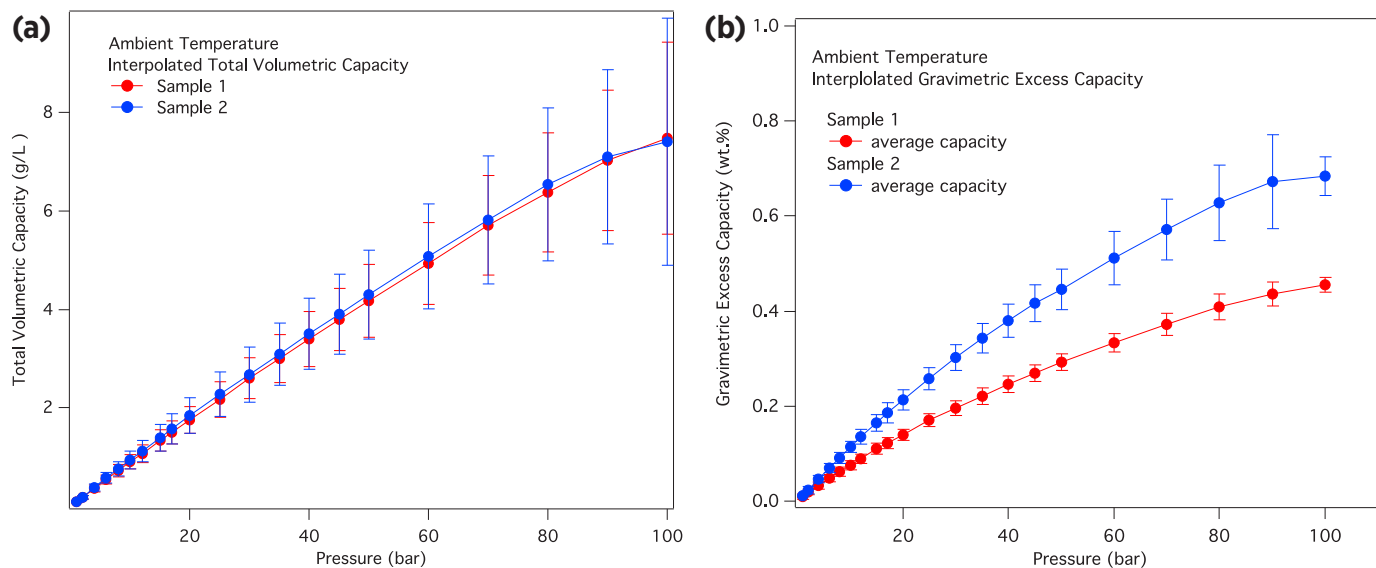 (a)
Ambient Temperature
Interpolated Total Volumetric Capacity
Sample 1
Sample 2
8
6
4
2
Total Volumetric Capacity (g/L)
20
40
60
80
100
Pressure (bar)
(b)
Ambient Temperature
Interplolated Gravimetric Excess Capacity
Sample 1
average capacity
Sample 2
average capacity
1.0
0.8
0.6
0.4
0.2
0.0
Gravimetric Excess Capacity (wt.%)
20
40
60
80
100
Pressure (bar)